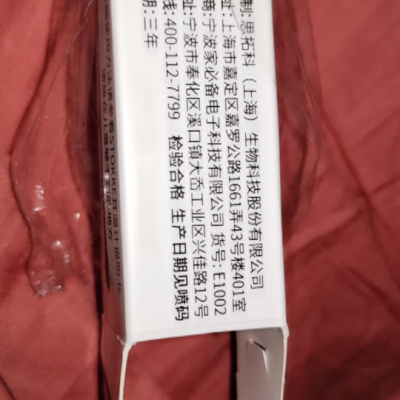 制:思拓科(上海)生物科技股份有限公司
址:上海市嘉定区嘉罗公路1661弄43号楼401室
商:宁波家必备电子科技有限公司 货号:E1002
址:宁波市奉化区溪口镇大岙工业区兴佳路12号
线:400-112-7799 检验合格 生产日期见喷码
期:三年
STOKKE